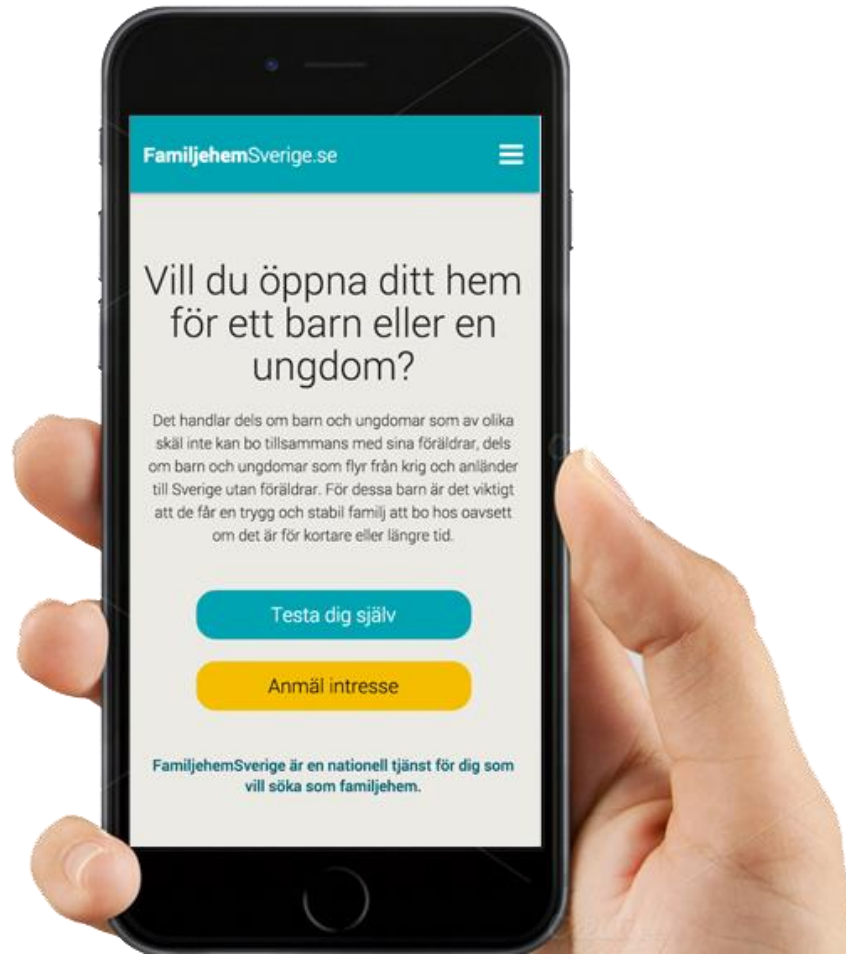 FamiljehemSverige.se
Vill du öppna ditt hem
för ett barn eller en
ungdom?
Det handlar dels om barn och ungdomar som av olika
skäl inte kan bo tillsammans med sina föräldrar, dels
om barn och ungdomar som flyr från krig och anländer
till Sverige utan föräldrar. För dessa barn är det viktigt
att de får en trygg och stabil familj att bo hos oavsett
om det är för kortare eller längre tid.
Testa dig själv
Anmäl intresse
FamiljehemSverige är en nationell tjänst för dig som
vill söka som familjehem.